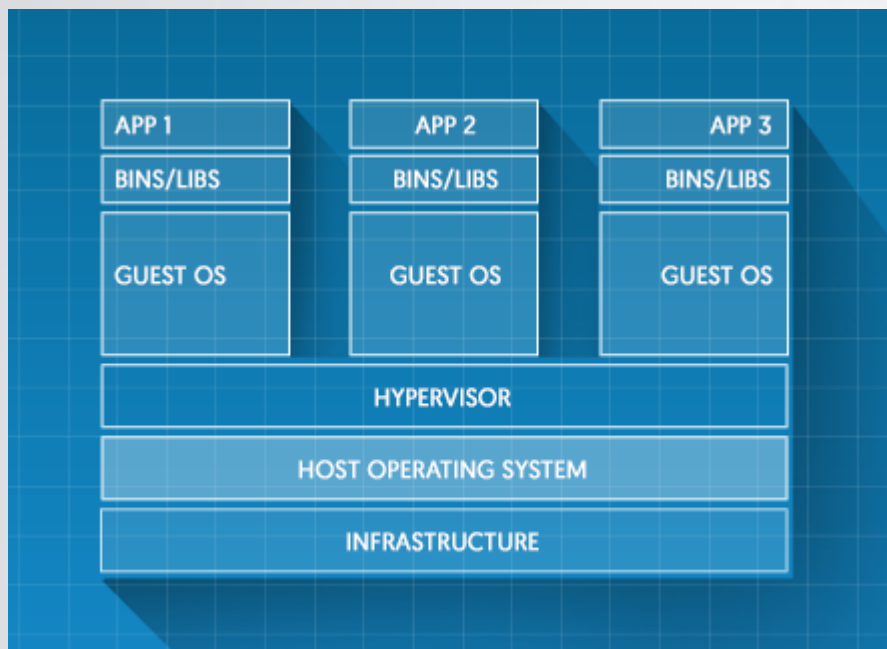 APP 1
APP 2
APP 3
BINS/LIBS
BINS/LIBS
BINS/LIBS
GUEST OS
GUEST OS
GUEST OS
HYPERVISOR
HOST OPERATING SYSTEM
INFRASTRUCTURE